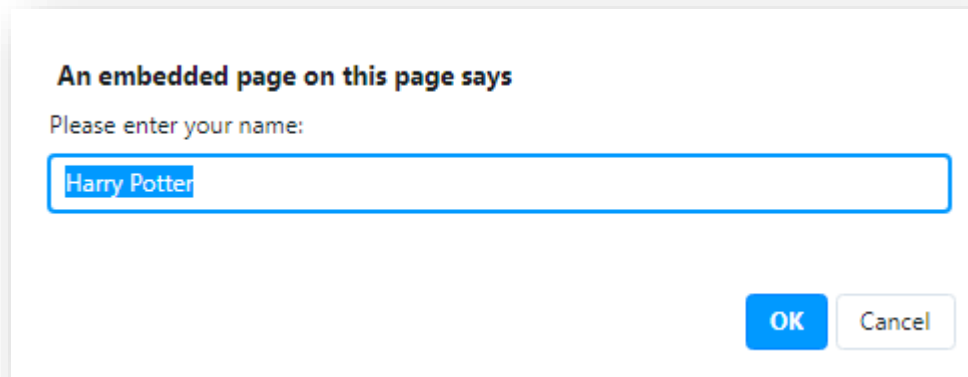 An embedded page on this page says
Please enter your name:
Harry Potter
OK
Cancel